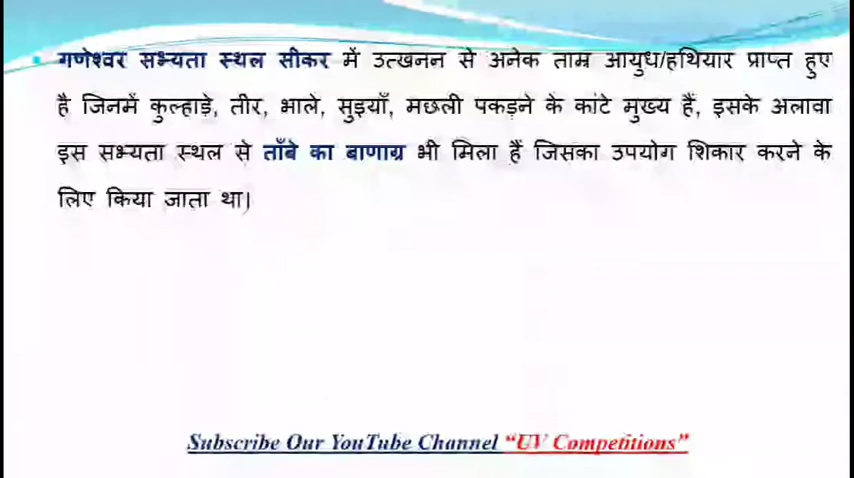 गणेश्वर सभ्यता स्थल सीकर में उत्खनन से अनेक ताम्र आयुध/हथियार प्राप्त हुए
है जिनमें कुल्हाड़े, तीर, भाले, सुइयाँ, मछली पकड़ने के कांटे मुख्य हैं, इसके अलावा
इस सभ्यता स्थल से ताँबे का बाणाग्र भी मिला हैं जिसका उपयोग शिकार करने के
लिए किया जाता था।
Subscribe Our YouTube Channel “UV Competitions”